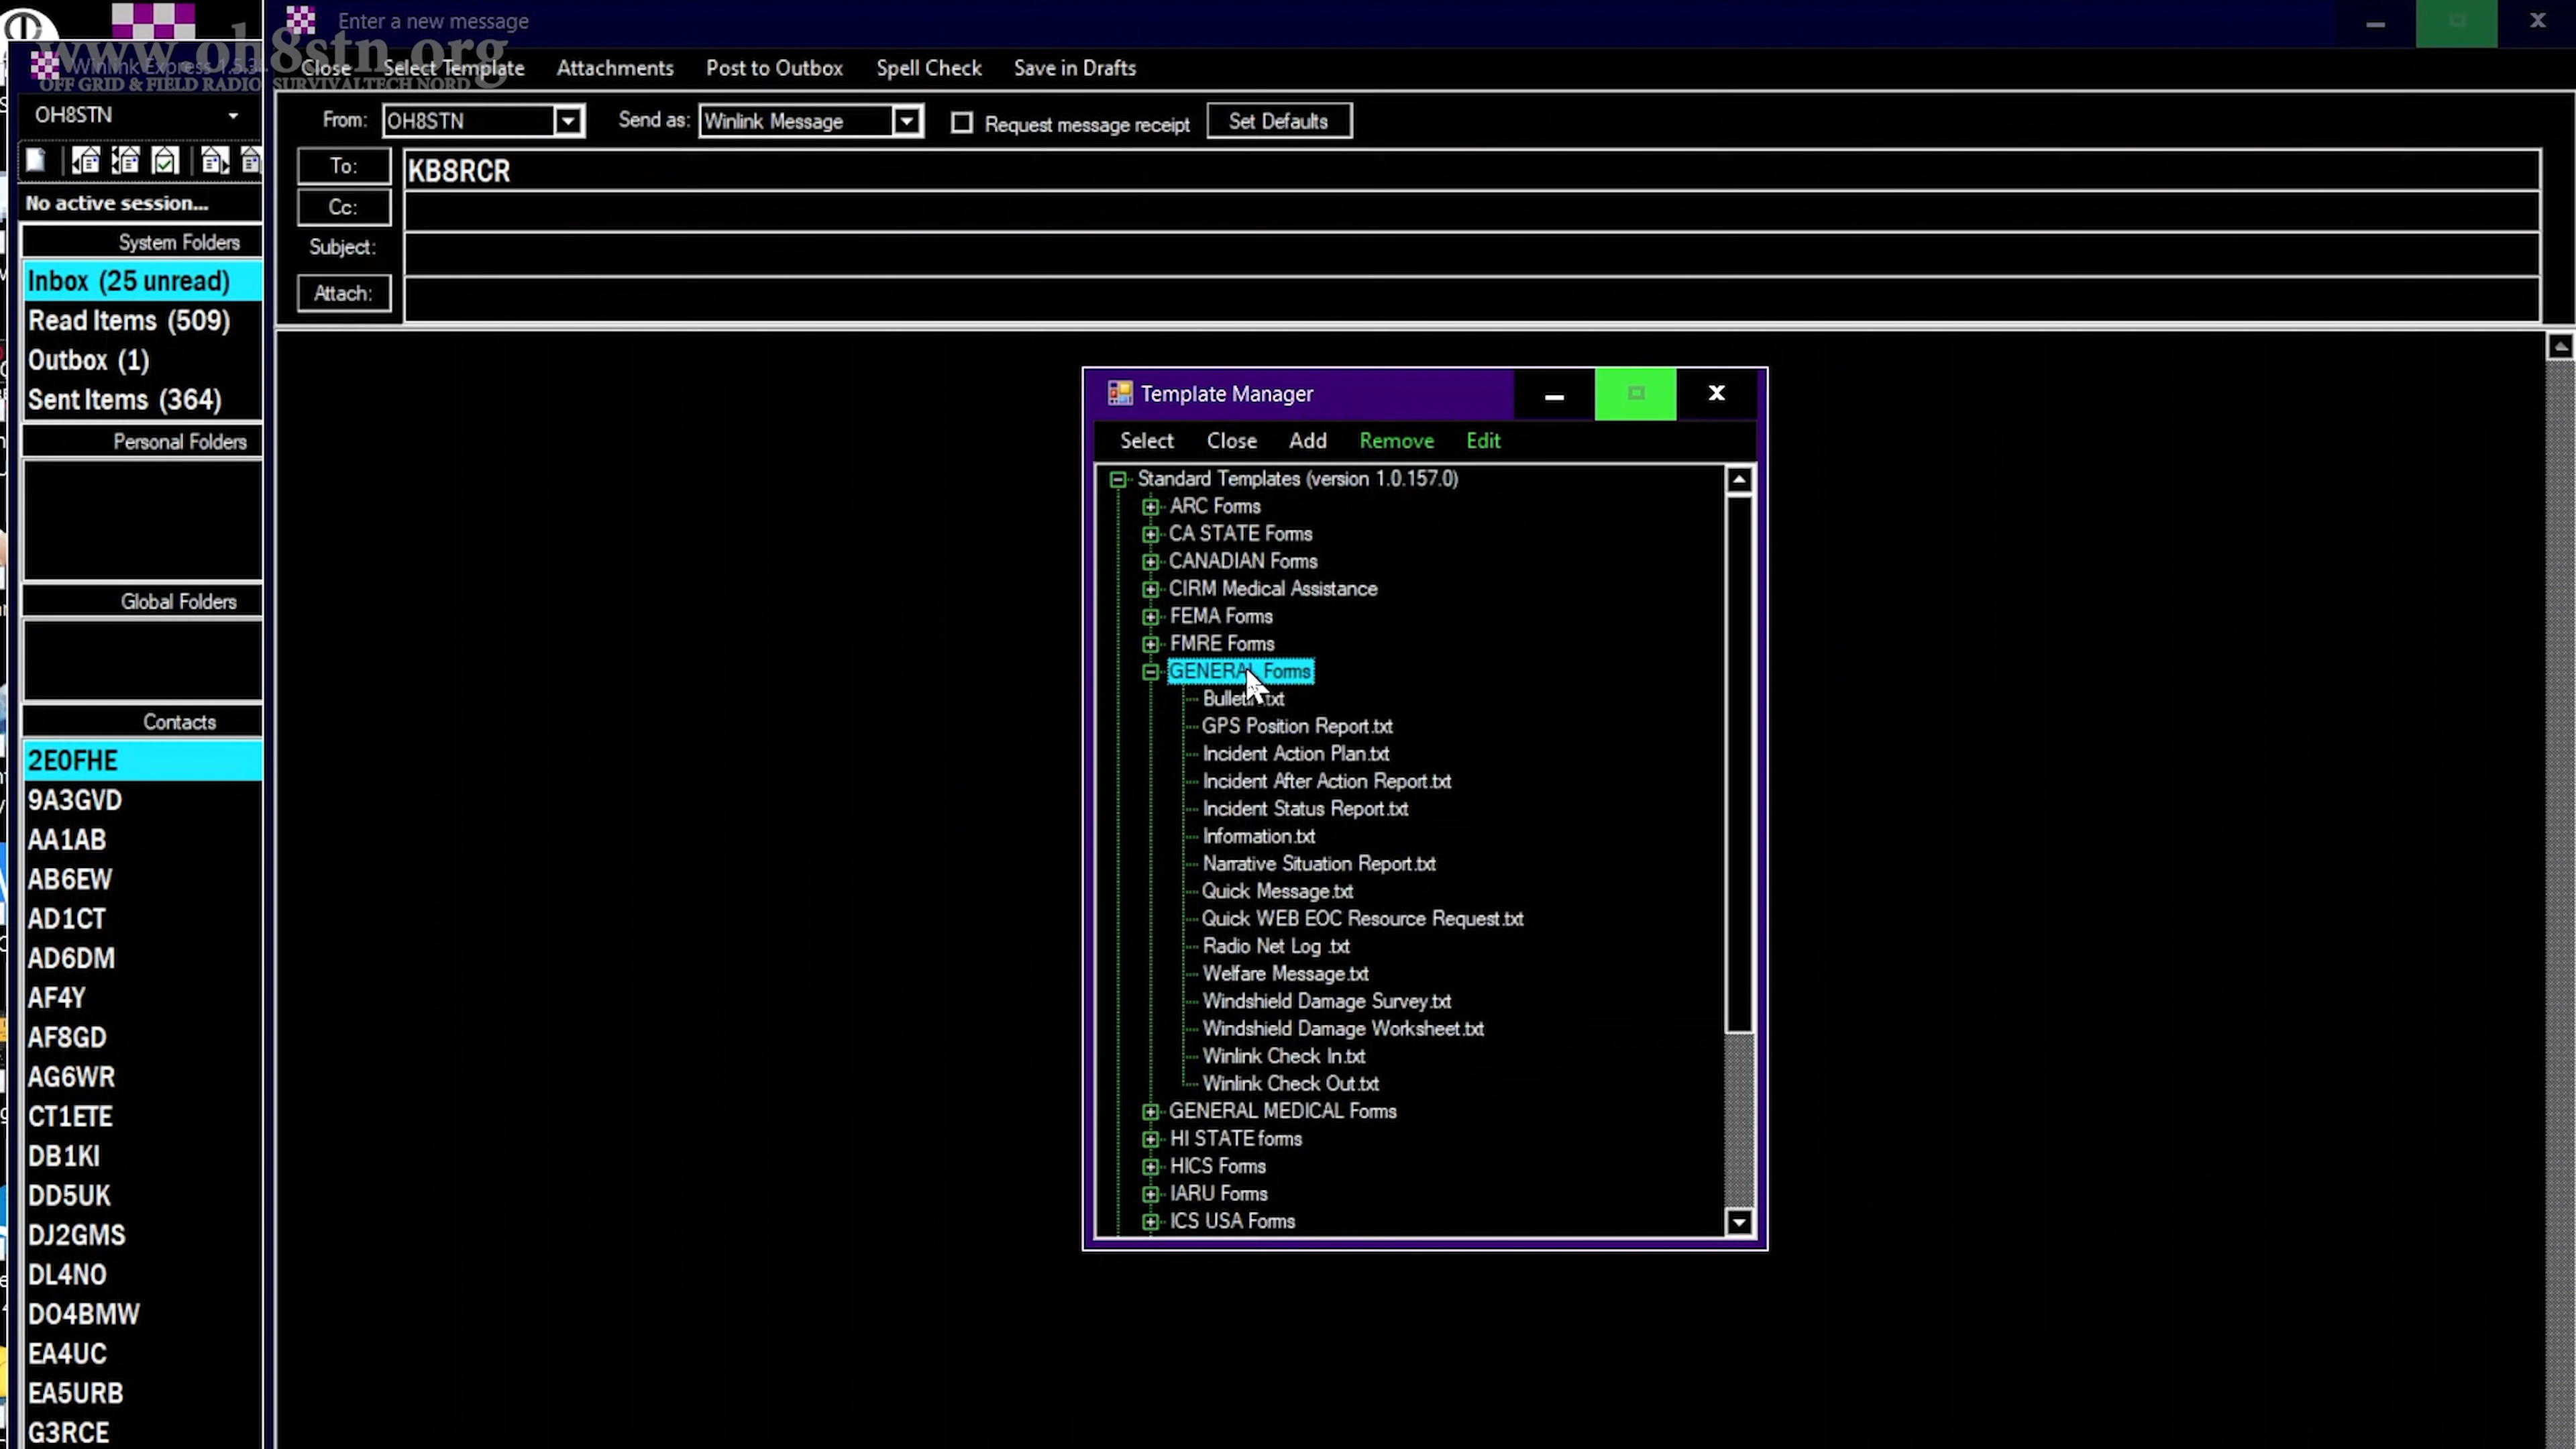 Enter a new message
www.oh8stn.org
OFF GRID & FIELD RADIO SURVIVALTECH NORD
Winlink Express 1.5.3
Close Select Template Attachments Post to Outbox Spell Check Save in Drafts
OH8STN
From: OH8STN Send as: Winlink Message Request message receipt Set Defaults
To: KB8RCR
Cc:
Subject:
Attach:
No active session...
System Folders
Inbox (25 unread)
Read Items (509)
Outbox (1)
Sent Items (364)
Personal Folders
Global Folders
Contacts
2E0FHE
9A3GVD
AA1AB
AB6EW
AD1CT
AD6DM
AF4Y
AF8GD
AG6WR
CT1ETE
DB1KI
DD5UK
DJ2GMS
DL4NO
DO4BMW
EA4UC
EA5URB
G3RCE
Template Manager
Select Close Add Remove Edit
Standard Templates (version 1.0.157.0)
ARC Forms
CA STATE Forms
CANADIAN Forms
CIRM Medical Assistance
FEMA Forms
FMRE Forms
GENERAL Forms
Bulletin.txt
GPS Position Report.txt
Incident Action Plan.txt
Incident After Action Report.txt
Incident Status Report.txt
Information.txt
Narrative Situation Report.txt
Quick Message.txt
Quick WEB EOC Resource Request.txt
Radio Net Log .txt
Welfare Message.txt
Windshield Damage Survey.txt
Windshield Damage Worksheet.txt
Winlink Check In.txt
Winlink Check Out.txt
GENERAL MEDICAL Forms
HI STATE forms
HICS Forms
IARU Forms
ICS USA Forms